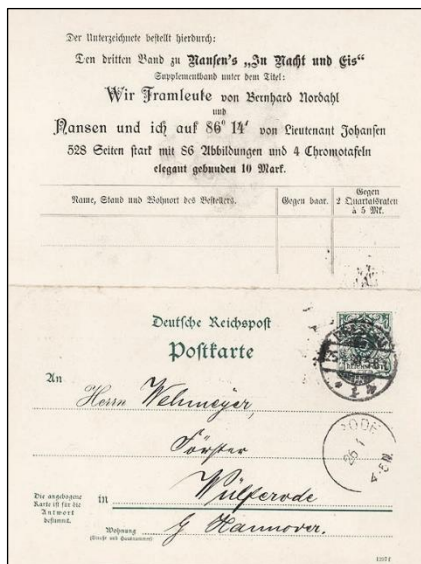 Der Unterzeichnete bestellt hierdurch:
Den dritten Band zu Nansen's „In Nacht und Eis“
Supplementband unter dem Titel:
Wir Framleute von Bernhard Nordahl
und
Nansen und ich auf 86° 14' von Lieutenant Johansen
528 Seiten stark mit 86 Abbildungen und 4 Chromotafeln
elegant gebunden 10 Mark.
Name, Stand und Wohnort des Bestellers.
Gegen baar.
Gegen
2 Quartalsraten
à 5 Mk.
Deutsche Reichspost
Postkarte
An
Herrn Wehmeyer,
Förster
in Wülferode
Wohnung
(Straße und Hausnummer)
Hannover.
Die angebogene
Karte ist für die
Antwort
bestimmt.
26 1